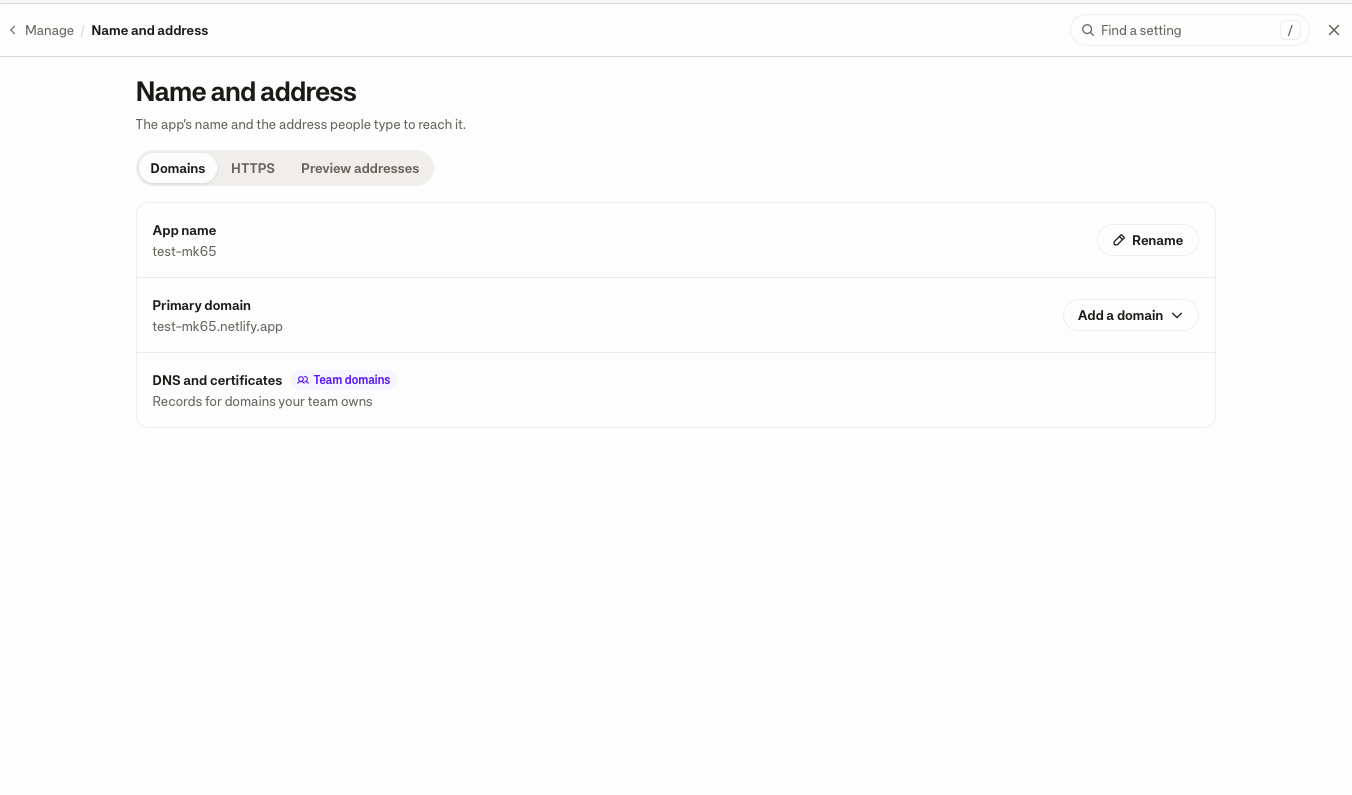 Manage / Name and address
Find a setting /
Name and address
The app's name and the address people type to reach it.
Domains HTTPS Preview addresses
App name
test-mk65
Rename
Primary domain
test-mk65.netlify.app
Add a domain
DNS and certificates Team domains
Records for domains your team owns